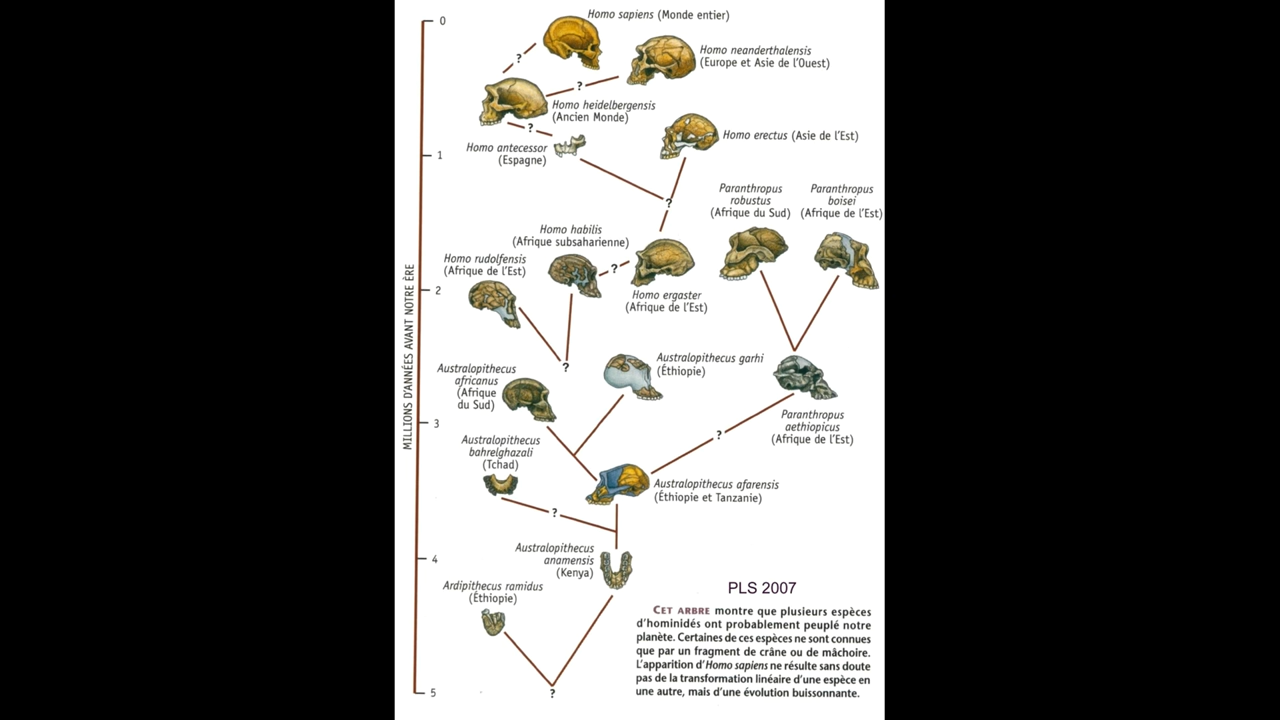 0
Homo sapiens (Monde entier)
?
Homo neanderthalensis
(Europe et Asie de l'Ouest)
?
Homo heidelbergensis
(Ancien Monde)
?
Homo erectus (Asie de l'Est)
Homo antecessor
(Espagne)
1
Paranthropus
robustus
(Afrique du Sud)
Paranthropus
boisei
(Afrique de l'Est)
?
Homo habilis
(Afrique subsaharienne)
Homo rudolfensis
(Afrique de l'Est)
?
Homo ergaster
(Afrique de l'Est)
2
MILLIONS D'ANNÉES AVANT NOTRE ÈRE
?
Australopithecus garhi
(Éthiopie)
Australopithecus
africanus
(Afrique
du Sud)
Paranthropus
aethiopicus
(Afrique de l'Est)
3
?
Australopithecus
bahrelghazali
(Tchad)
Australopithecus afarensis
(Éthiopie et Tanzanie)
?
Australopithecus
anamensis
(Kenya)
4
Ardipithecus ramidus
(Éthiopie)
PLS 2007
CET ARBRE montre que plusieurs espèces
d'hominidés ont probablement peuplé notre
planète. Certaines de ces espèces ne sont connues
que par un fragment de crâne ou de mâchoire.
L'apparition d'Homo sapiens ne résulte sans doute
pas de la transformation linéaire d'une espèce en
une autre, mais d'une évolution buissonnante.
?
5